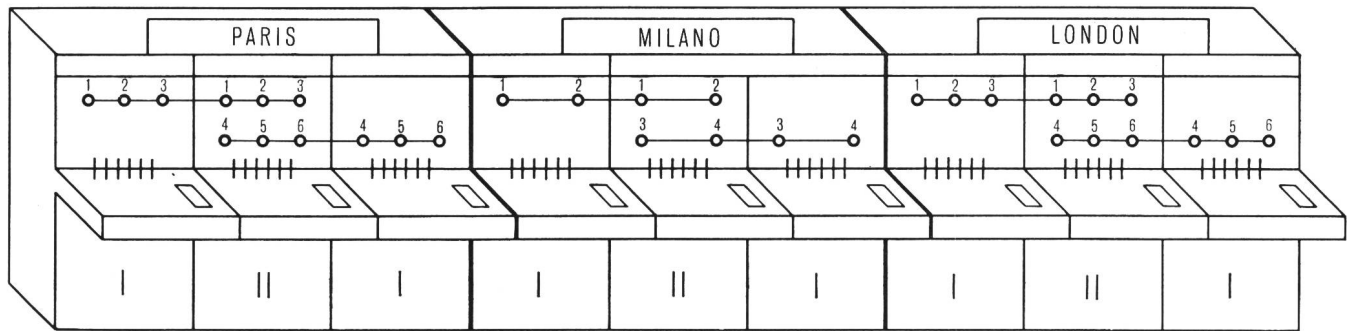 PARIS MILANO LONDON
1 2 3 1 2 3 1 2 1 2 1 2 3 1 2 3
4 5 6 4 5 6 3 4 3 4 4 5 6 4 5 6
I II I I II I I II I